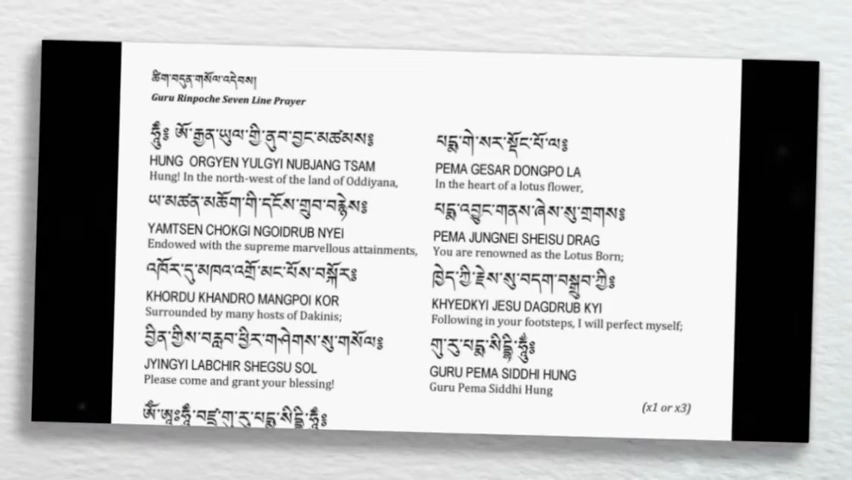 ཚིག་བདུན་གསོལ་འདེབས།
Guru Rinpoche Seven Line Prayer
ཧཱུྃ༔ ཨོ་རྒྱན་ཡུལ་གྱི་ནུབ་བྱང་མཚམས༔
HUNG ORGYEN YULGYI NUBJANG TSAM
Hung! In the north-west of the land of Oddiyana,
པདྨ་གེ་སར་སྡོང་པོ་ལ༔
PEMA GESAR DONGPO LA
In the heart of a lotus flower,
ཡ་མཚན་མཆོག་གི་དངོས་གྲུབ་བརྙེས༔
YAMTSEN CHOKGI NGOIDRUB NYEI
Endowed with the supreme marvellous attainments,
པདྨ་འབྱུང་གནས་ཞེས་སུ་གྲགས༔
PEMA JUNGNEI SHEISU DRAG
You are renowned as the Lotus Born;
འཁོར་དུ་མཁའ་འགྲོ་མང་པོས་བསྐོར༔
KHORDU KHANDRO MANGPOI KOR
Surrounded by many hosts of Dakinis;
ཁྱེད་ཀྱི་རྗེས་སུ་བདག་བསྒྲུབ་ཀྱི༔
KHYEDKYI JESU DAGDRUB KYI
Following in your footsteps, I will perfect myself;
བྱིན་གྱིས་བརླབ་ཕྱིར་གཤེགས་སུ་གསོལ༔
JYINGYI LABCHIR SHEGSU SOL
Please come and grant your blessing!
གུ་རུ་པདྨ་སིདྡྷི་ཧཱུྃ༔
GURU PEMA SIDDHI HUNG
Guru Pema Siddhi Hung
(x1 or x3)
ཨོཾ་ཨཱཿཧཱུྃ་བཛྲ་གུ་རུ་པདྨ་སིདྡྷི་ཧཱུྃ༔